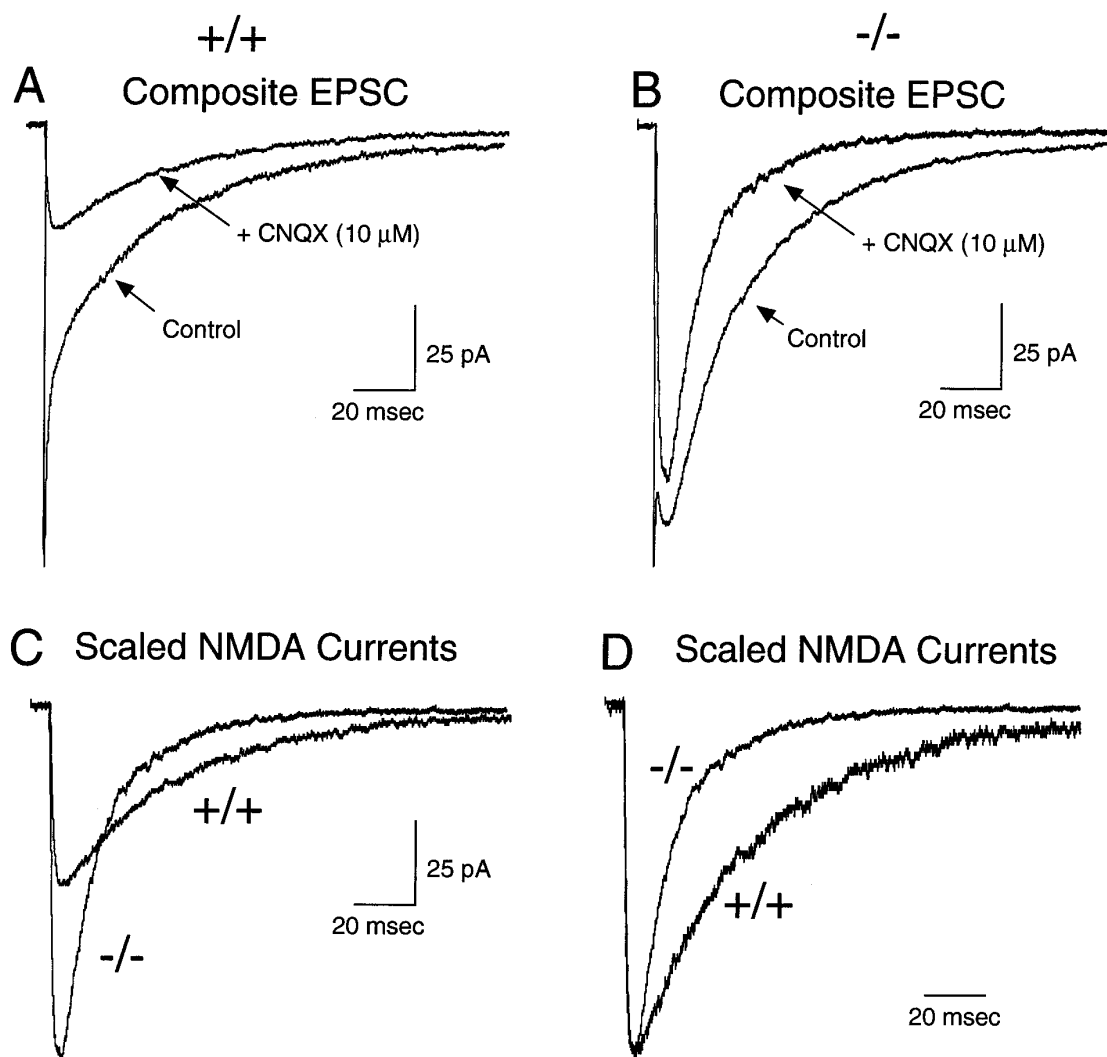 +/+
A Composite EPSC
+ CNQX (10 μM)
Control
25 pA
20 msec
-/-
B Composite EPSC
+ CNQX (10 μM)
Control
25 pA
20 msec
C Scaled NMDA Currents
+/+
-/-
25 pA
20 msec
D Scaled NMDA Currents
-/-
+/+
20 msec